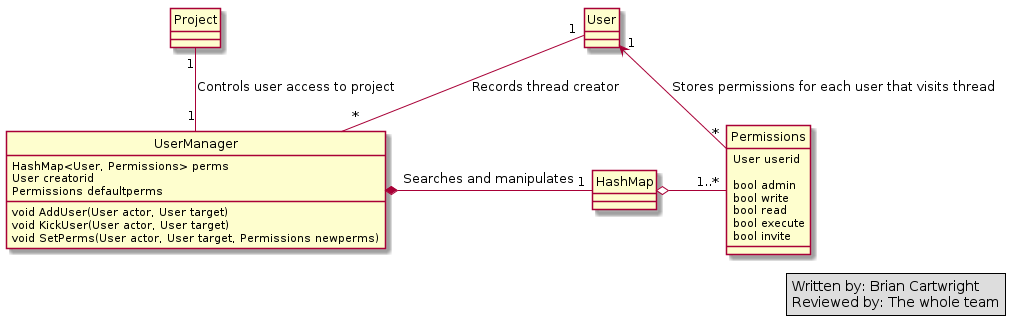 Project
User
1
1
1
Controls user access to project
Records thread creator
Stores permissions for each user that visits thread
1
*
*
UserManager
HashMap<User, Permissions> perms
User creatorid
Permissions defaultperms
void AddUser(User actor, User target)
void KickUser(User actor, User target)
void SetPerms(User actor, User target, Permissions newperms)
Searches and manipulates
1
HashMap
1..*
Permissions
User userid
bool admin
bool write
bool read
bool execute
bool invite
Written by: Brian Cartwright
Reviewed by: The whole team